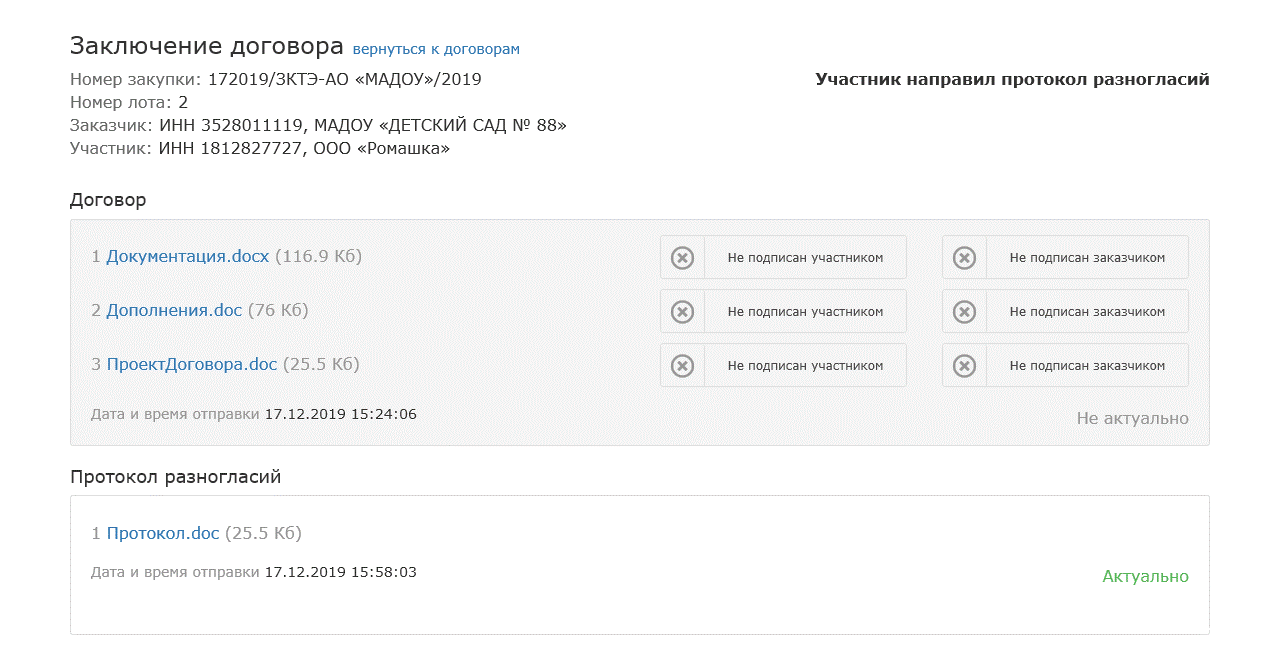 Заключение договора вернуться к договорам
Номер закупки: 172019/ЗКТЭ-АО «МАДОУ»/2019
Участник направил протокол разногласий
Номер лота: 2
Заказчик: ИНН 3528011119, МАДОУ «ДЕТСКИЙ САД № 88»
Участник: ИНН 1812827727, ООО «Ромашка»
Договор
1 Документация.docx (116.9 Кб) Не подписан участником Не подписан заказчиком
2 Дополнения.doc (76 Кб) Не подписан участником Не подписан заказчиком
3 ПроектДоговора.doc (25.5 Кб) Не подписан участником Не подписан заказчиком
Дата и время отправки 17.12.2019 15:24:06
Не актуально
Протокол разногласий
1 Протокол.doc (25.5 Кб)
Дата и время отправки 17.12.2019 15:58:03
Актуально